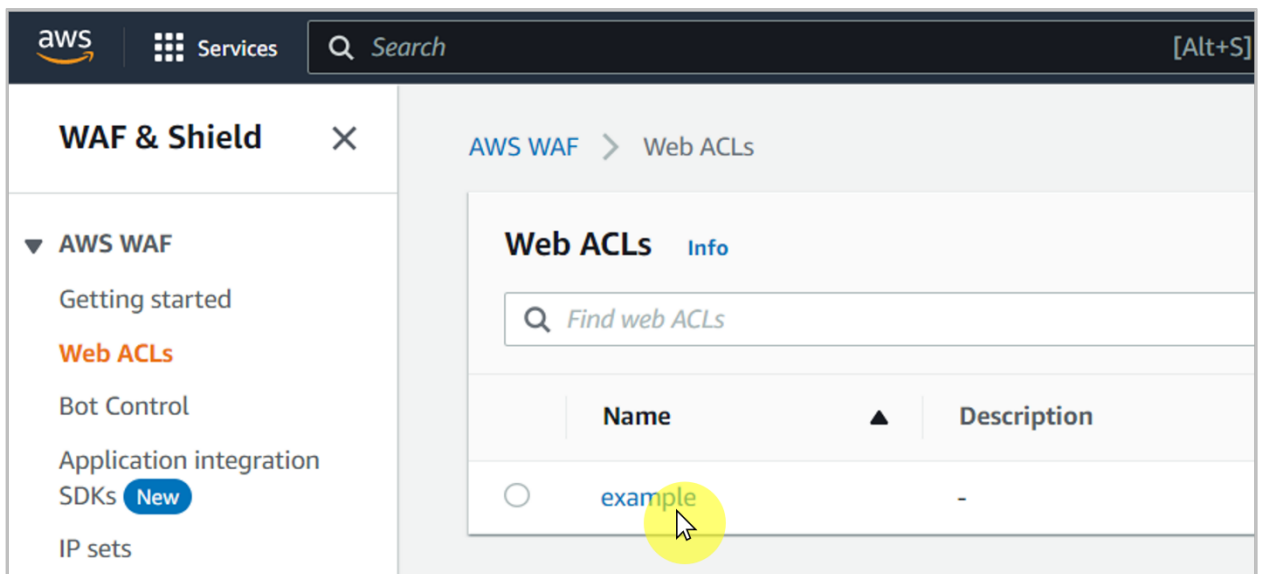 aws Services Search [Alt+S]
WAF & Shield
AWS WAF
Getting started
Web ACLs
Bot Control
Application integration
SDKs New
IP sets
AWS WAF > Web ACLs
Web ACLs Info
Find web ACLs
Name Description
example -